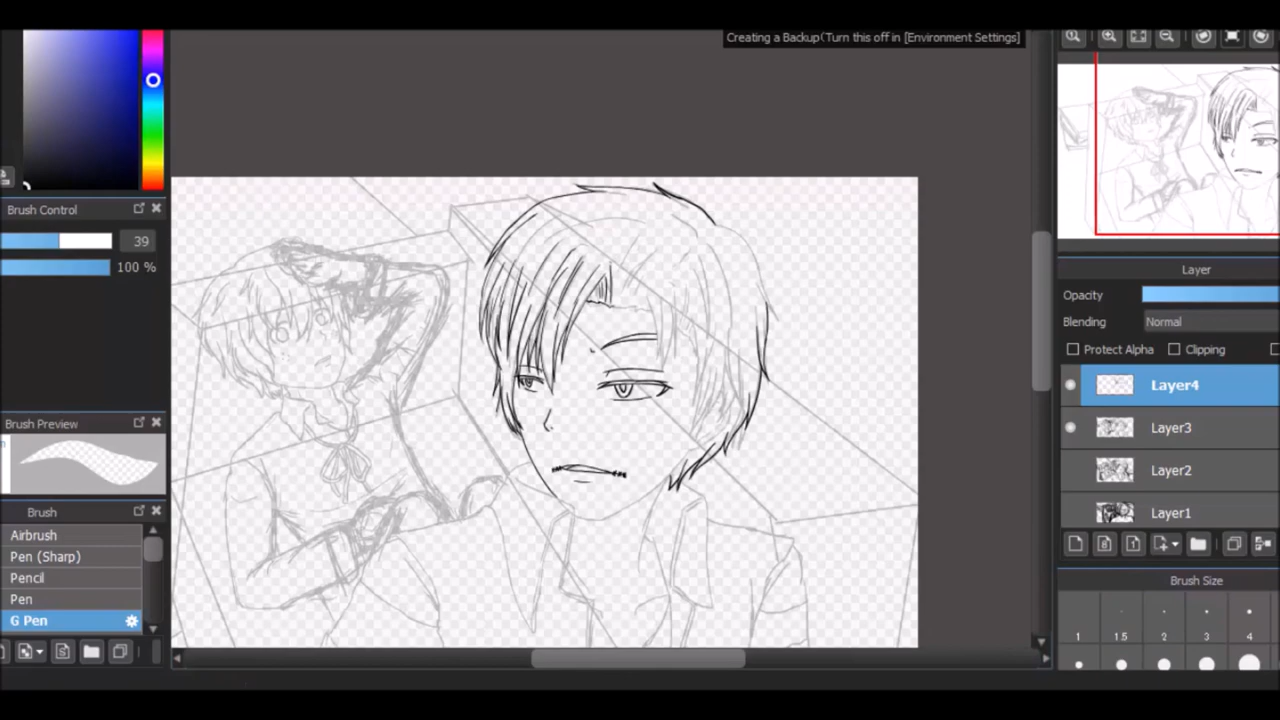 Creating a Backup(Turn this off in [Environment Settings]
Brush Control
39
100 %
Brush Preview
Brush
Airbrush
Pen (Sharp)
Pencil
Pen
G Pen
Layer
Opacity
Blending Normal
Protect Alpha Clipping
Layer4
Layer3
Layer2
Layer1
Brush Size
1 1.5 2 3 4